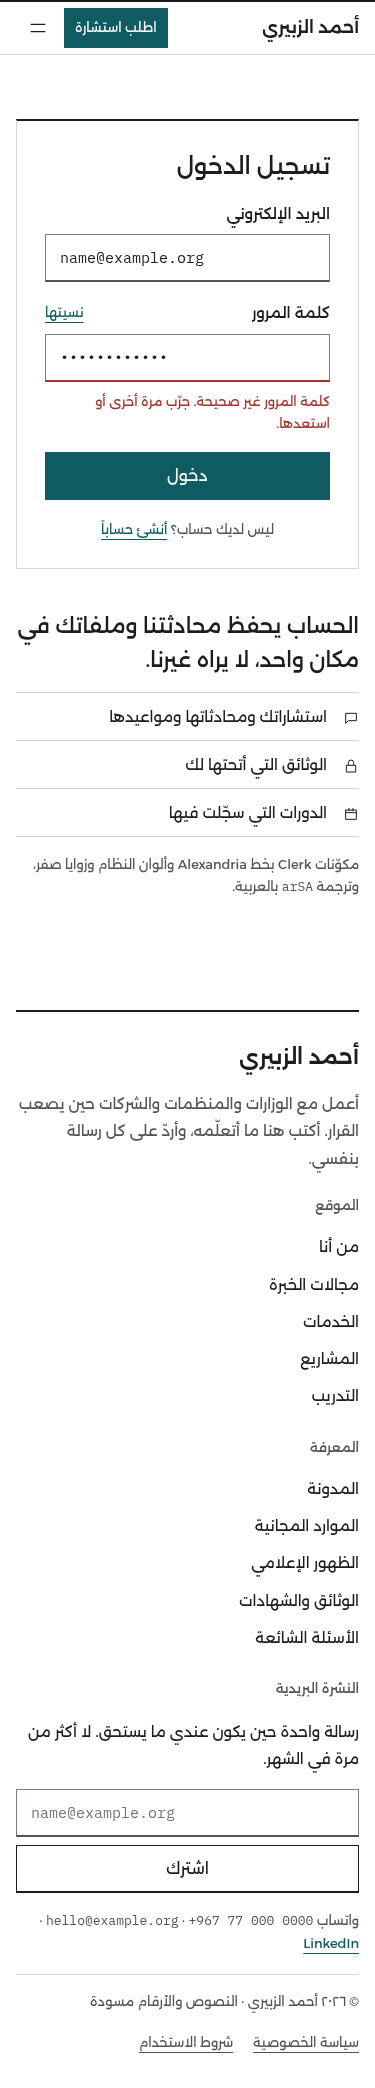 أحمد الزبيري
اطلب استشارة
تسجيل الدخول
البريد الإلكتروني
name@example.org
كلمة المرور
نسيتها
••••••••••••
كلمة المرور غير صحيحة. جرّب مرة أخرى أو
استعدها.
دخول
ليس لديك حساب؟ أنشئ حساباً
الحساب يحفظ محادثتنا وملفاتك في
مكان واحد، لا يراه غيرنا.
استشاراتك ومحادثاتها ومواعيدها
الوثائق التي أتحتها لك
الدورات التي سجّلت فيها
مكوّنات Clerk بخط Alexandria وألوان النظام وزوايا صفر،
وترجمة arSA بالعربية.
أحمد الزبيري
أعمل مع الوزارات والمنظمات والشركات حين يصعب
القرار. أكتب هنا ما أتعلّمه، وأردّ على كل رسالة
بنفسي.
الموقع
من أنا
مجالات الخبرة
الخدمات
المشاريع
التدريب
المعرفة
المدونة
الموارد المجانية
الظهور الإعلامي
الوثائق والشهادات
الأسئلة الشائعة
النشرة البريدية
رسالة واحدة حين يكون عندي ما يستحق. لا أكثر من
مرة في الشهر.
name@example.org
اشترك
واتساب ‎+967 77 000 0000 · hello@example.org ·
LinkedIn
© ٢٠٢٦ أحمد الزبيري · النصوص والأرقام مسودة
سياسة الخصوصية
شروط الاستخدام